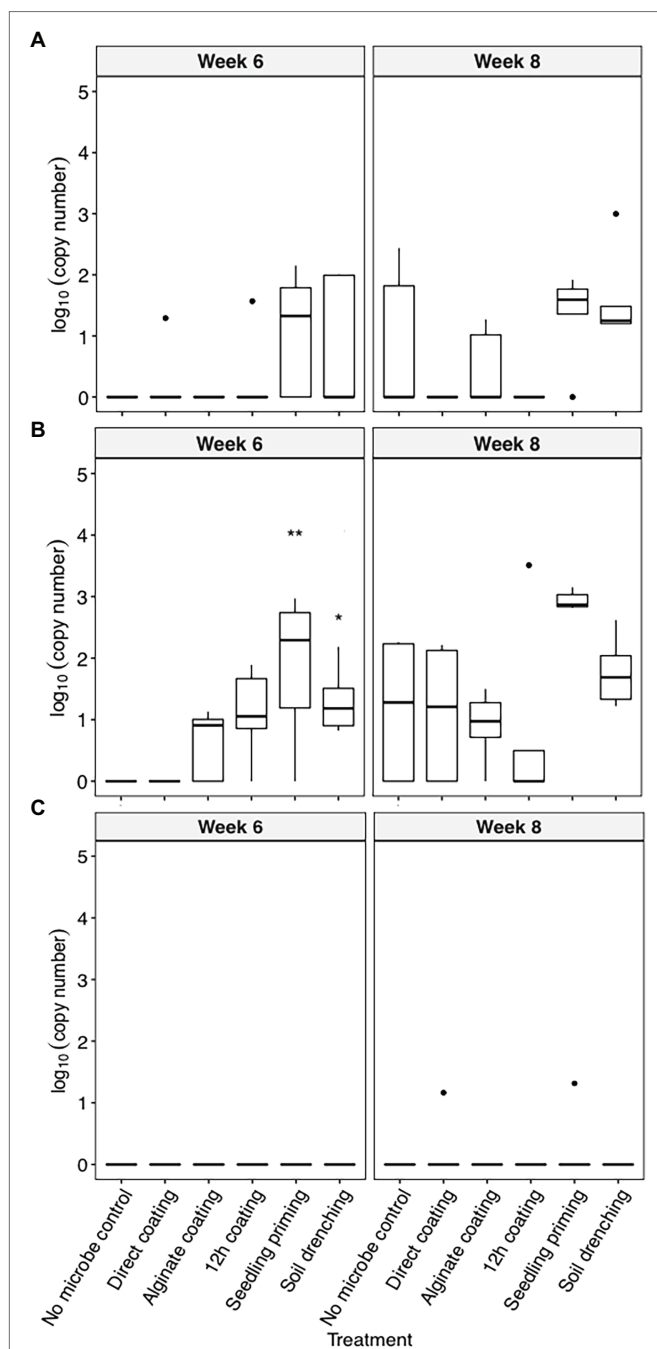 A
Week 6 Week 8
log10(copy number)
5
4
3
2
1
0
B
Week 6 Week 8
** 
*
log10(copy number)
5
4
3
2
1
0
C
Week 6 Week 8
log10(copy number)
5
4
3
2
1
0
No microbe control
Direct coating
Alginate coating
12h coating
Seedling priming
Soil drenching
No microbe control
Direct coating
Alginate coating
12h coating
Seedling priming
Soil drenching
Treatment